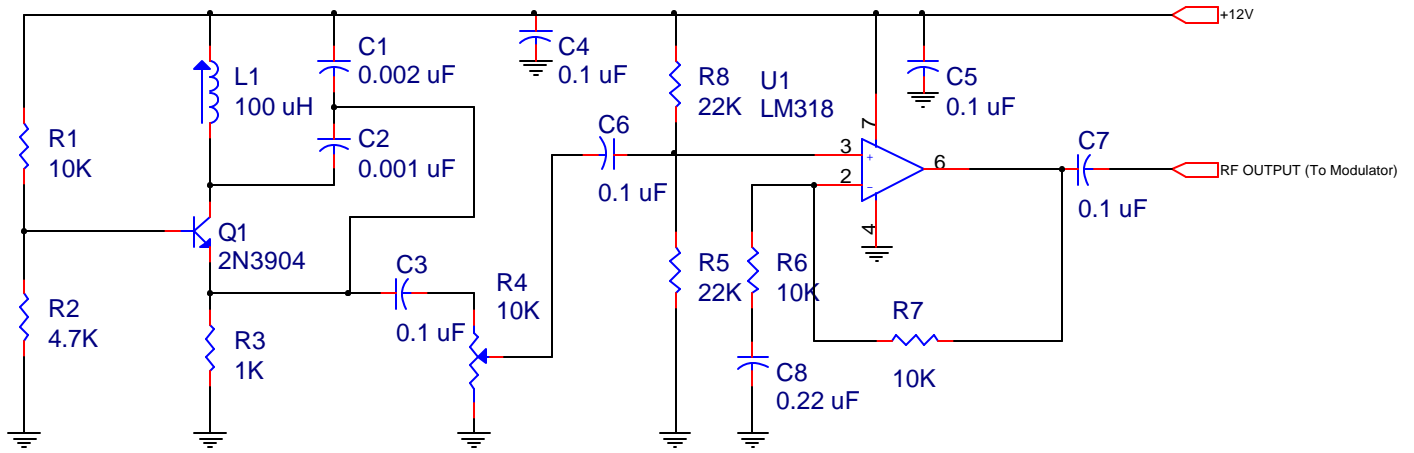 +12V
C1
0.002 uF
C4
0.1 uF
L1
100 uH
R8
22K
U1
LM318
C5
0.1 uF
R1
10K
C2
0.001 uF
C6
0.1 uF
7
3
+
2
−
6
4
C7
0.1 uF
RF OUTPUT (To Modulator)
Q1
2N3904
C3
0.1 uF
R4
10K
R5
22K
R6
10K
R2
4.7K
R3
1K
R7
10K
C8
0.22 uF